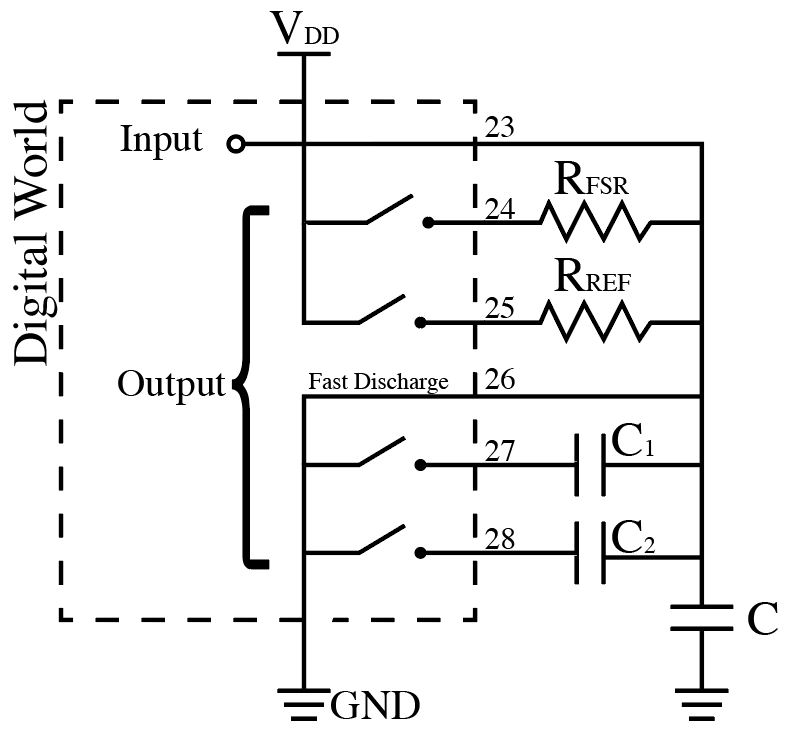 VDD
Digital World
Input
23
24
RFSR
25
RREF
Output
Fast Discharge
26
27
C1
28
C2
C
GND